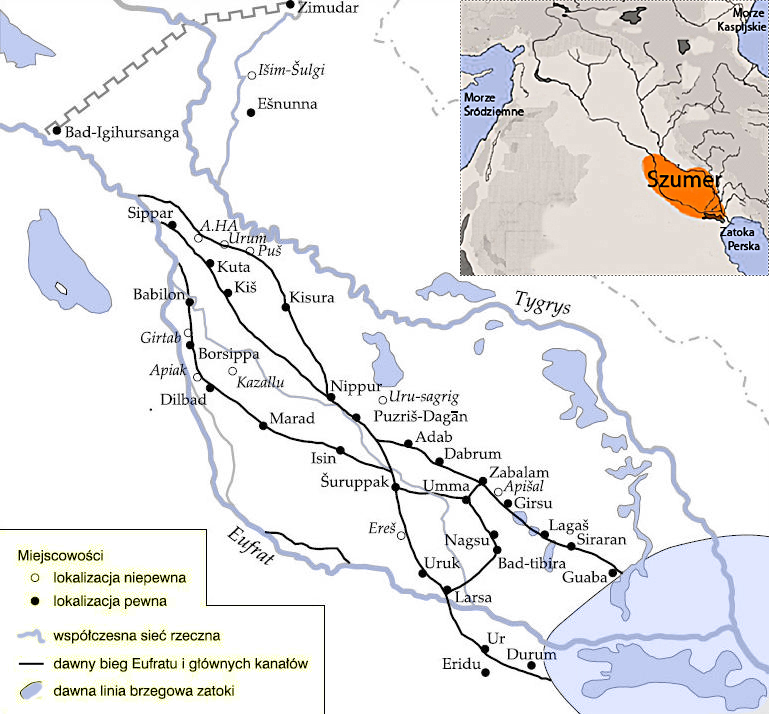 Zimudar
Morze
Kaspijskie
Išim-Šulgi
Ešnunna
Morze
Śródziemne
Bad-Igihursanga
Szumer
Sippar
A.HA
Urum
Puš
Zatoka
Perska
Kuta
Kiš
Babilon
Kisura
Tygrys
Girtab
Borsippa
Apiak
Kazallu
Nippur
Uru-sagrig
Dilbad
Puzriš-Dagān
Marad
Adab
Isin
Dabrum
Zabalam
Šuruppak
Umma
Apišal
Girsu
Ereš
Nagsu
Lagaš
Siraran
Eufrat
Uruk
Bad-tibira
Guaba
Larsa
Ur
Durum
Eridu
Miejscowości
lokalizacja niepewna
lokalizacja pewna
współczesna sieć rzeczna
dawny bieg Eufratu i głównych kanałów
dawna linia brzegowa zatoki